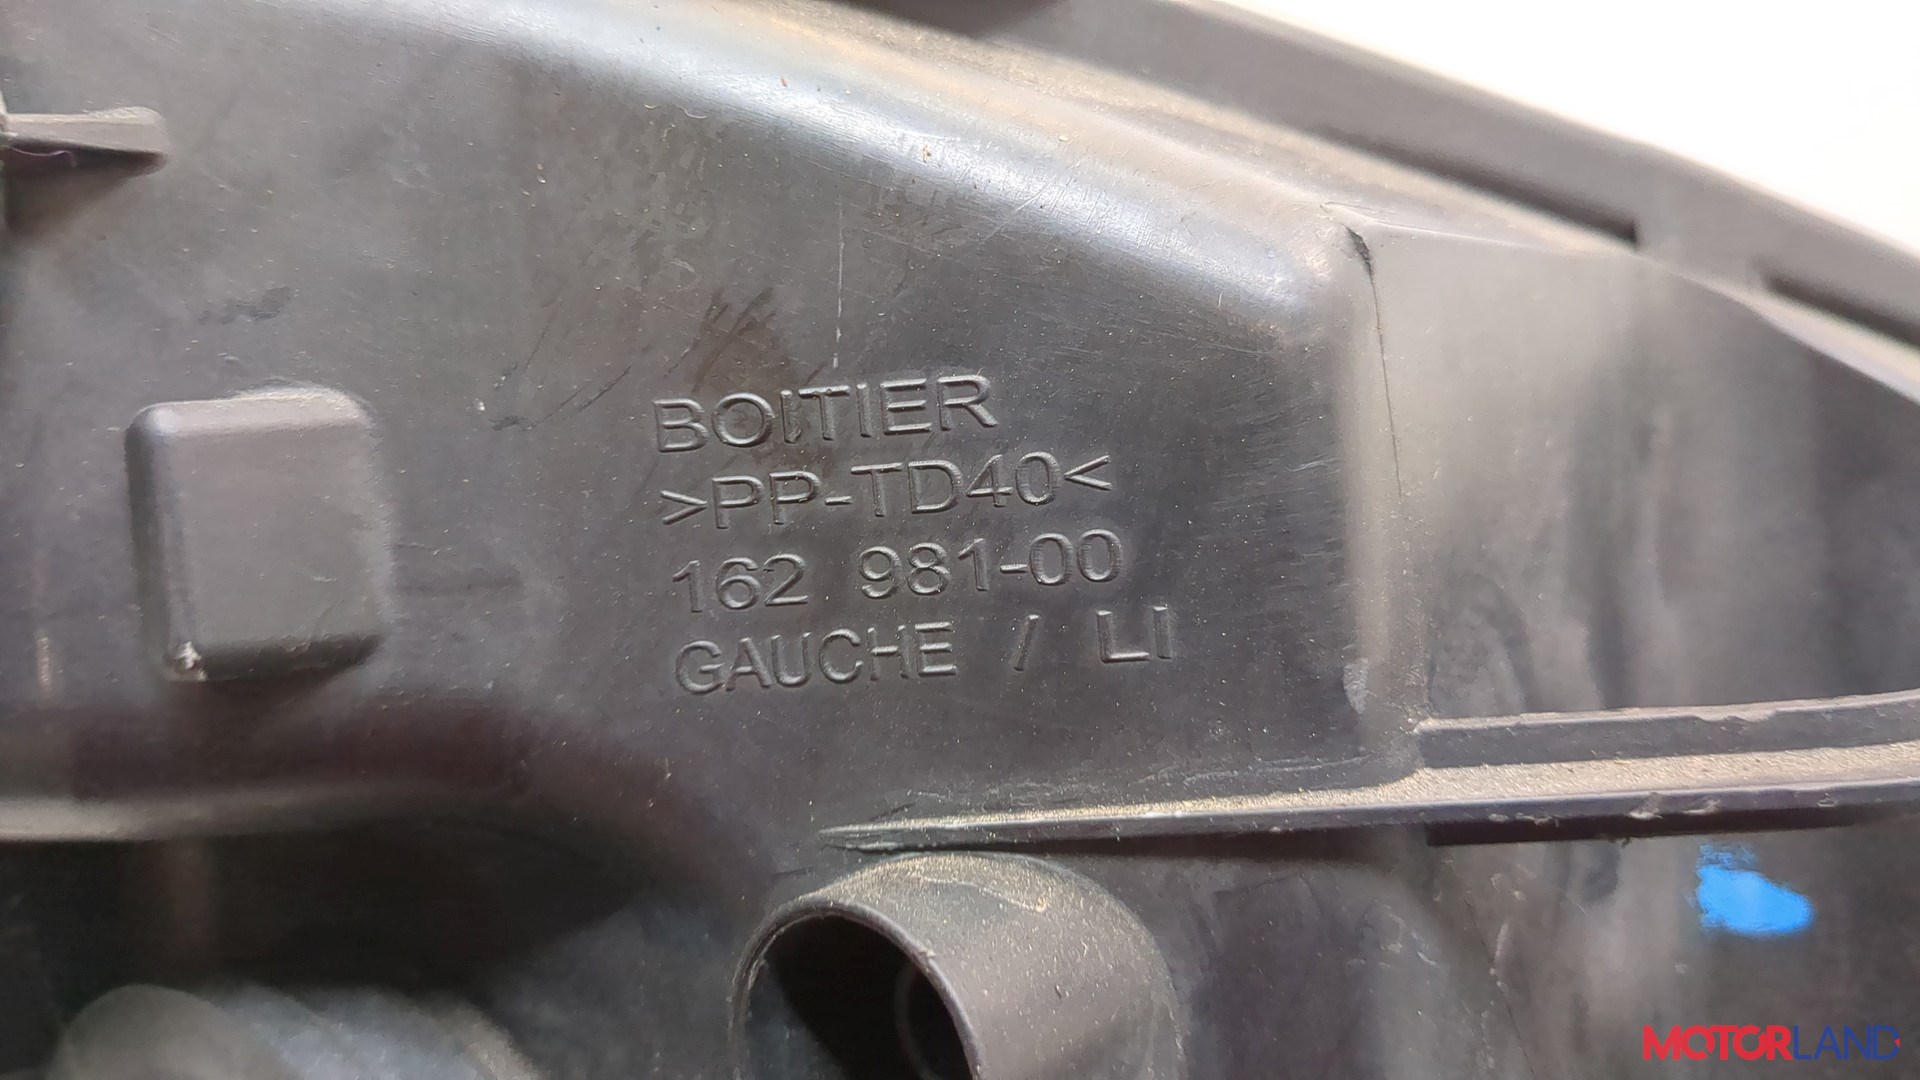 BOITIER
>PP-TD40<
162 981-00
GAUCHE / LI
MOTORLAND